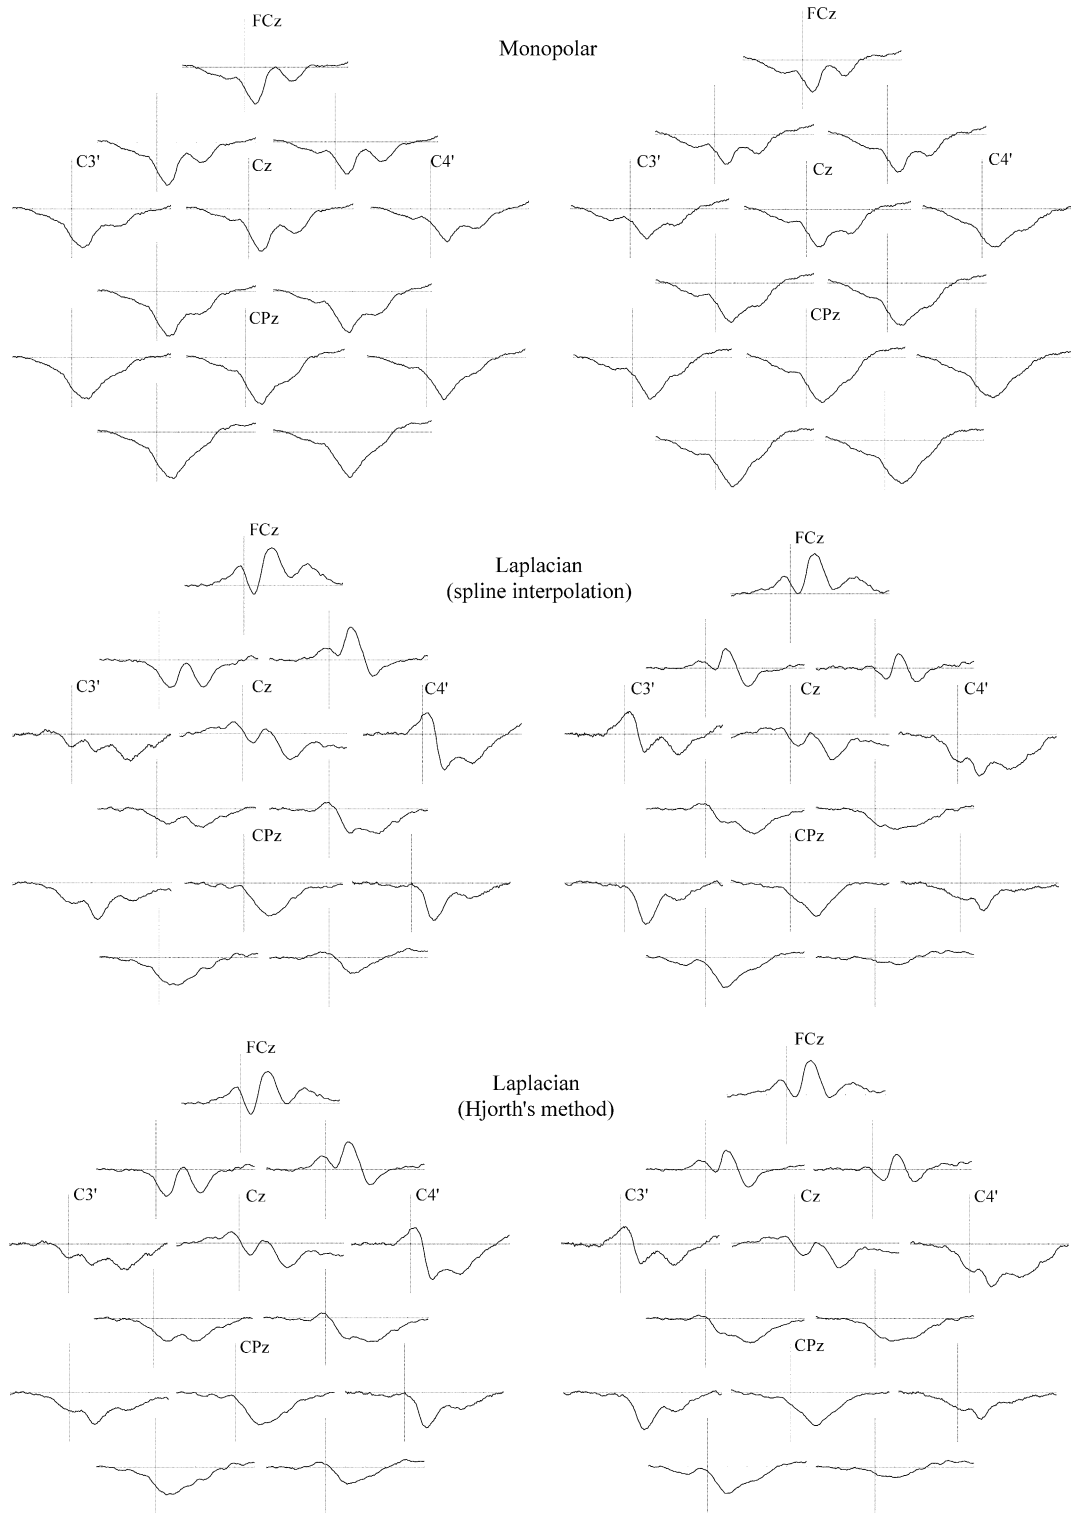 FCz
FCz
Monopolar
C3'
Cz
C4'
C3'
Cz
C4'
CPz
CPz
FCz
FCz
Laplacian
(spline interpolation)
C3'
Cz
C4'
C3'
Cz
C4'
CPz
CPz
FCz
FCz
Laplacian
(Hjorth's method)
C3'
Cz
C4'
C3'
Cz
C4'
CPz
CPz